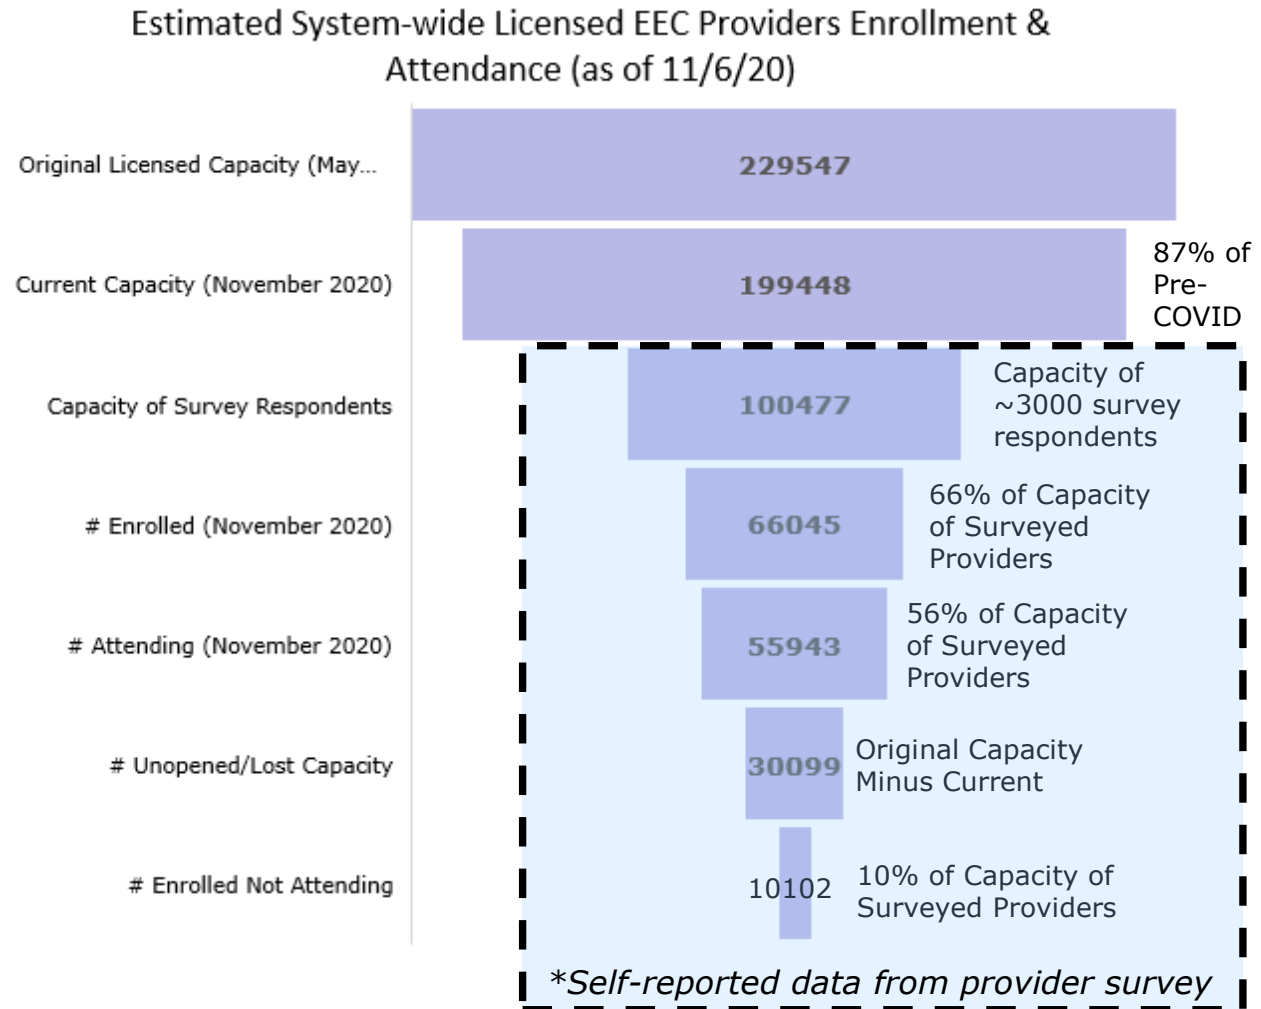 Estimated System-wide Licensed EEC Providers Enrollment &
Attendance (as of 11/6/20)
Original Licensed Capacity (May...
229547
Current Capacity (November 2020)
199448
87% of
Pre-
COVID
Capacity of Survey Respondents
100477
Capacity of
~3000 survey
respondents
# Enrolled (November 2020)
66045
66% of Capacity
of Surveyed
Providers
# Attending (November 2020)
55943
56% of Capacity
of Surveyed
Providers
# Unopened/Lost Capacity
30099
Original Capacity
Minus Current
# Enrolled Not Attending
10102
10% of Capacity of
Surveyed Providers
*Self-reported data from provider survey